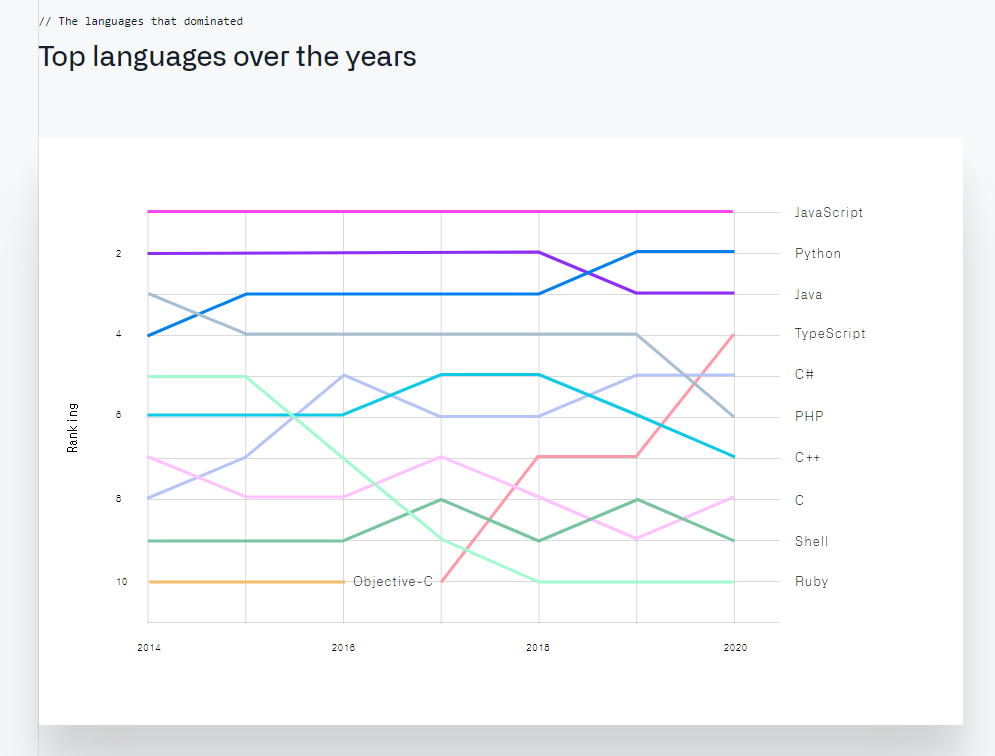 // The languages that dominated
Top languages over the years
JavaScript
2
Python
Java
4
TypeScript
C#
6
PHP
Ranking
C++
8
C
Shell
10
Objective-C
Ruby
2014
2016
2018
2020